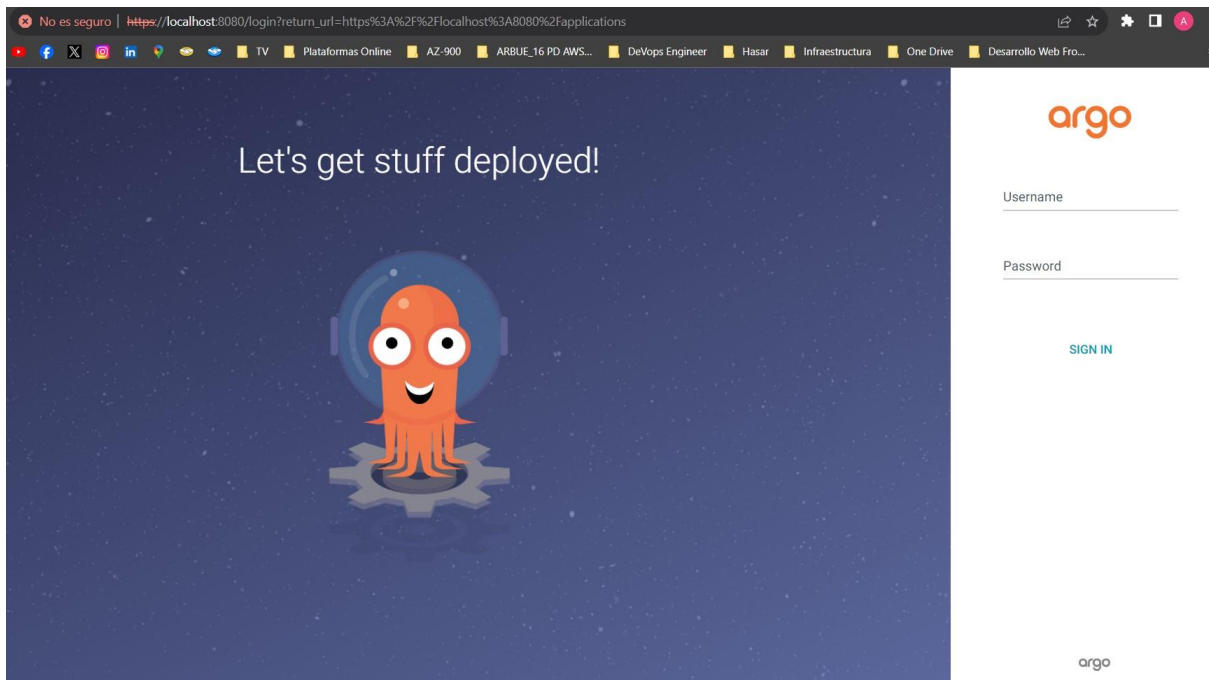 No es seguro | https://localhost:8080/login?return_url=https%3A%2F%2Flocalhost%3A8080%2Fapplications
A
TV Plataformas Online AZ-900 ARBUE_16 PD AWS... DeVops Engineer Hasar Infraestructura One Drive Desarrollo Web Fro...
argo
Let's get stuff deployed!
Username
Password
SIGN IN
argo